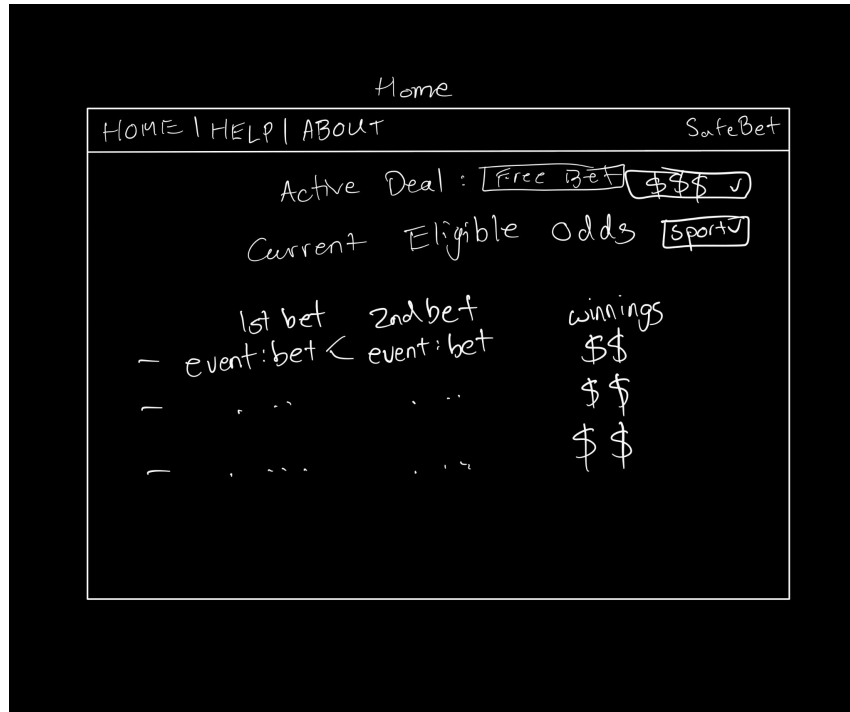 Home
HOME | HELP | ABOUT SafeBet
Active Deal: Free Bet $$$
Current Eligible Odds sport
1st bet 2nd bet winnings
- event:bet < event:bet $$
- . .. . .. $$
- . ... . .. $$